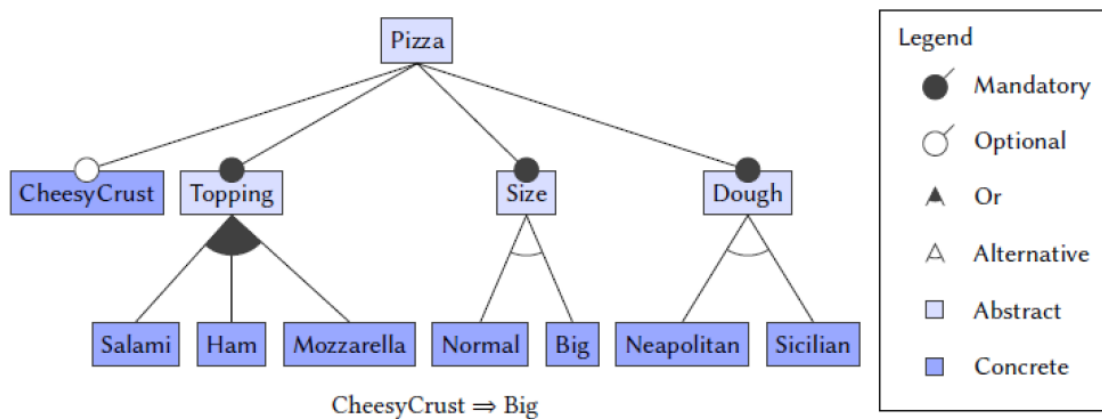 Pizza
CheesyCrust Topping Size Dough
Salami Ham Mozzarella Normal Big Neapolitan Sicilian
CheesyCrust ⇒ Big
Legend
Mandatory
Optional
Or
Alternative
Abstract
Concrete